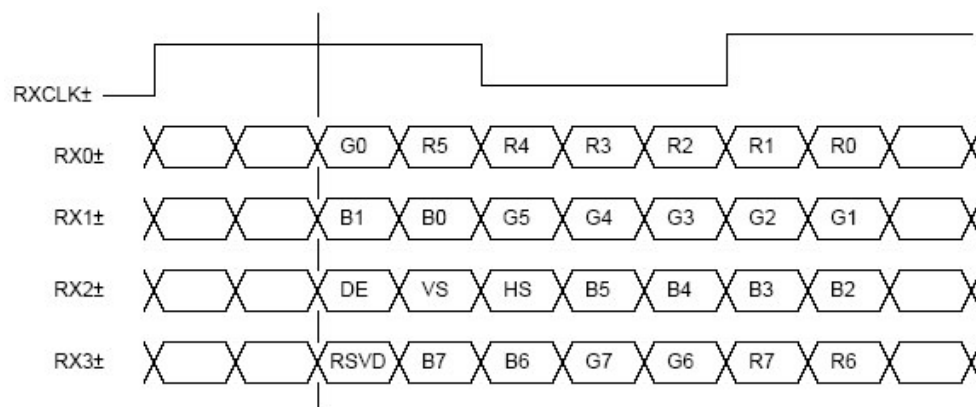 RXCLK±
RX0± G0 R5 R4 R3 R2 R1 R0
RX1± B1 B0 G5 G4 G3 G2 G1
RX2± DE VS HS B5 B4 B3 B2
RX3± RSVD B7 B6 G7 G6 R7 R6